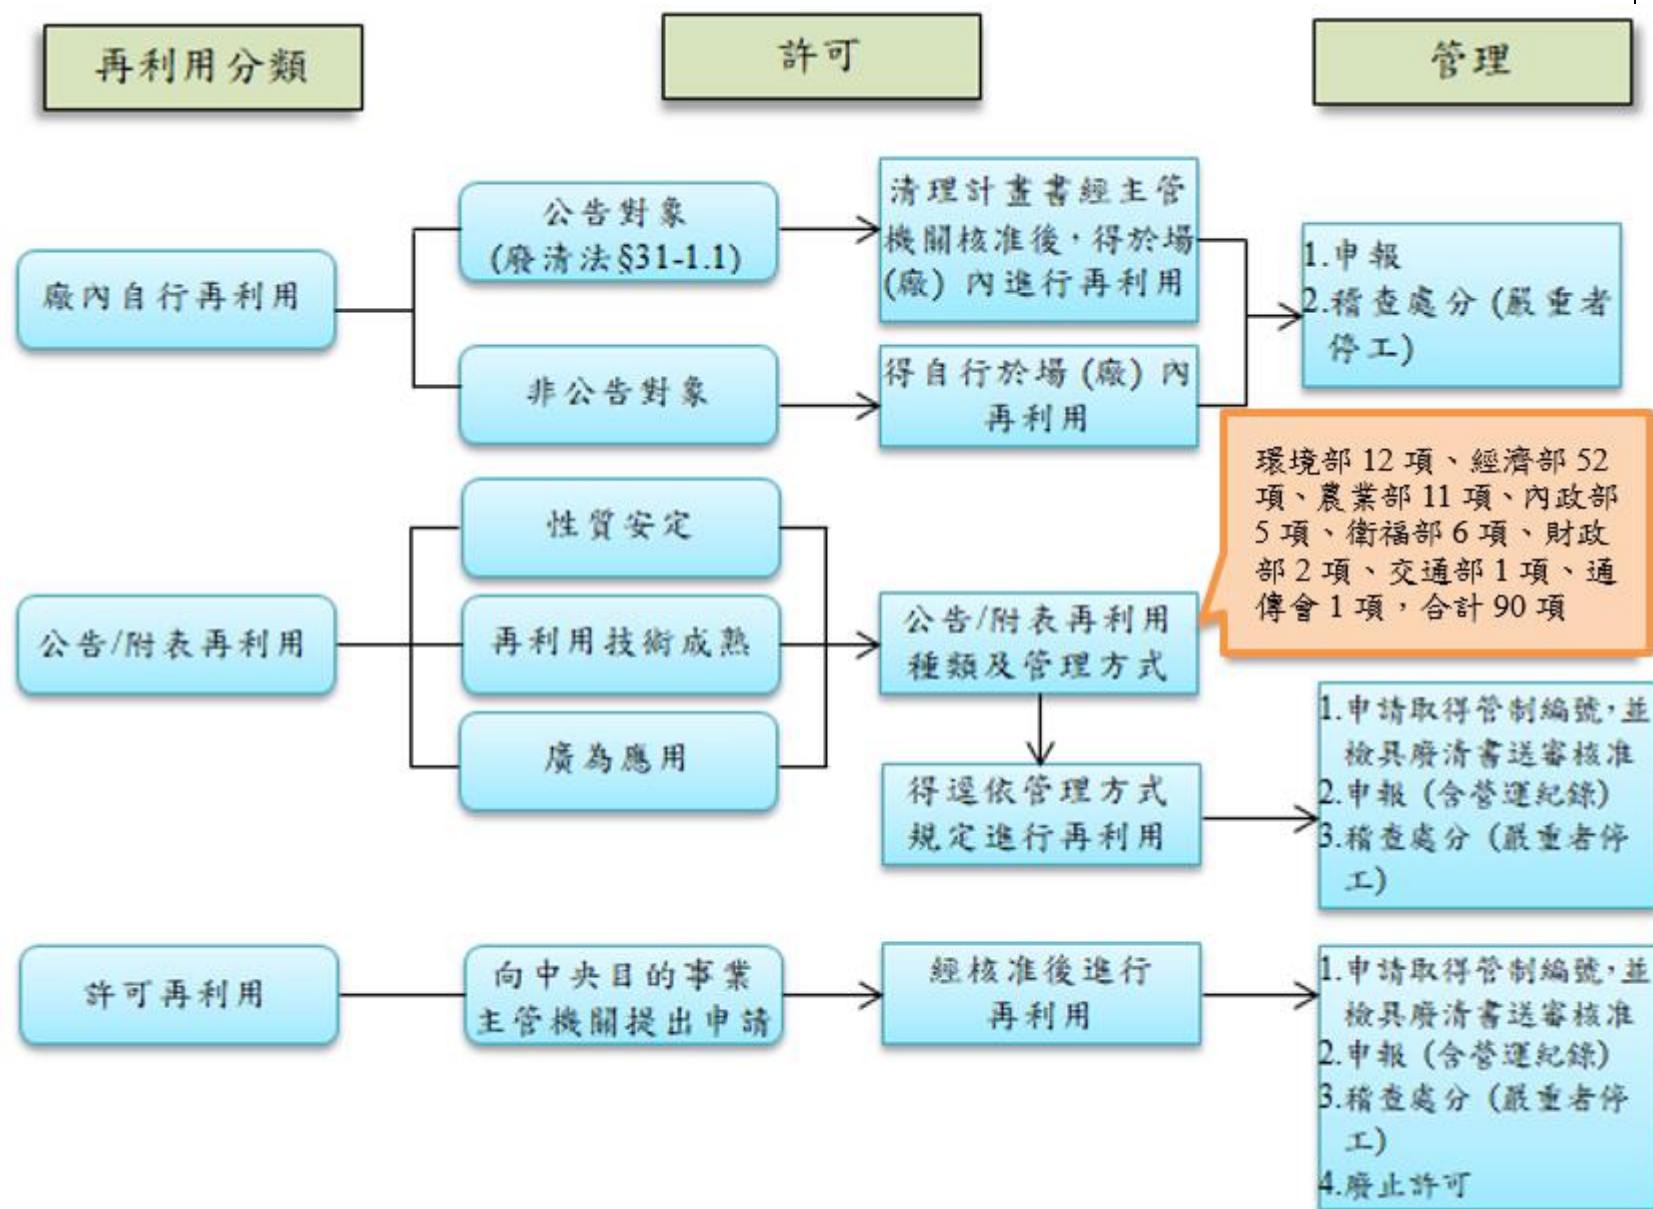 再利用分類
許可
管理
廠內自行再利用
公告對象
(廢清法§31-1.1)
清理計畫書經主管
機關核准後，得於場
(廠) 內進行再利用
非公告對象
得自行於場 (廠) 內
再利用
1.申報
2.稽查處分 (嚴重者
停工)
環境部 12 項、經濟部 52
項、農業部 11 項、內政部
5 項、衛福部 6 項、財政
部 2 項、交通部 1 項、通
傳會 1 項，合計 90 項
公告/附表再利用
性質安定
再利用技術成熟
廣為應用
公告/附表再利用
種類及管理方式
得逕依管理方式
規定進行再利用
1.申請取得管制編號，並
檢具廢清書送審核准
2.申報 (含營運紀錄)
3.稽查處分 (嚴重者停
工)
許可再利用
向中央目的事業
主管機關提出申請
經核准後進行
再利用
1.申請取得管制編號，並
檢具廢清書送審核准
2.申報 (含營運紀錄)
3.稽查處分 (嚴重者停
工)
4.廢止許可